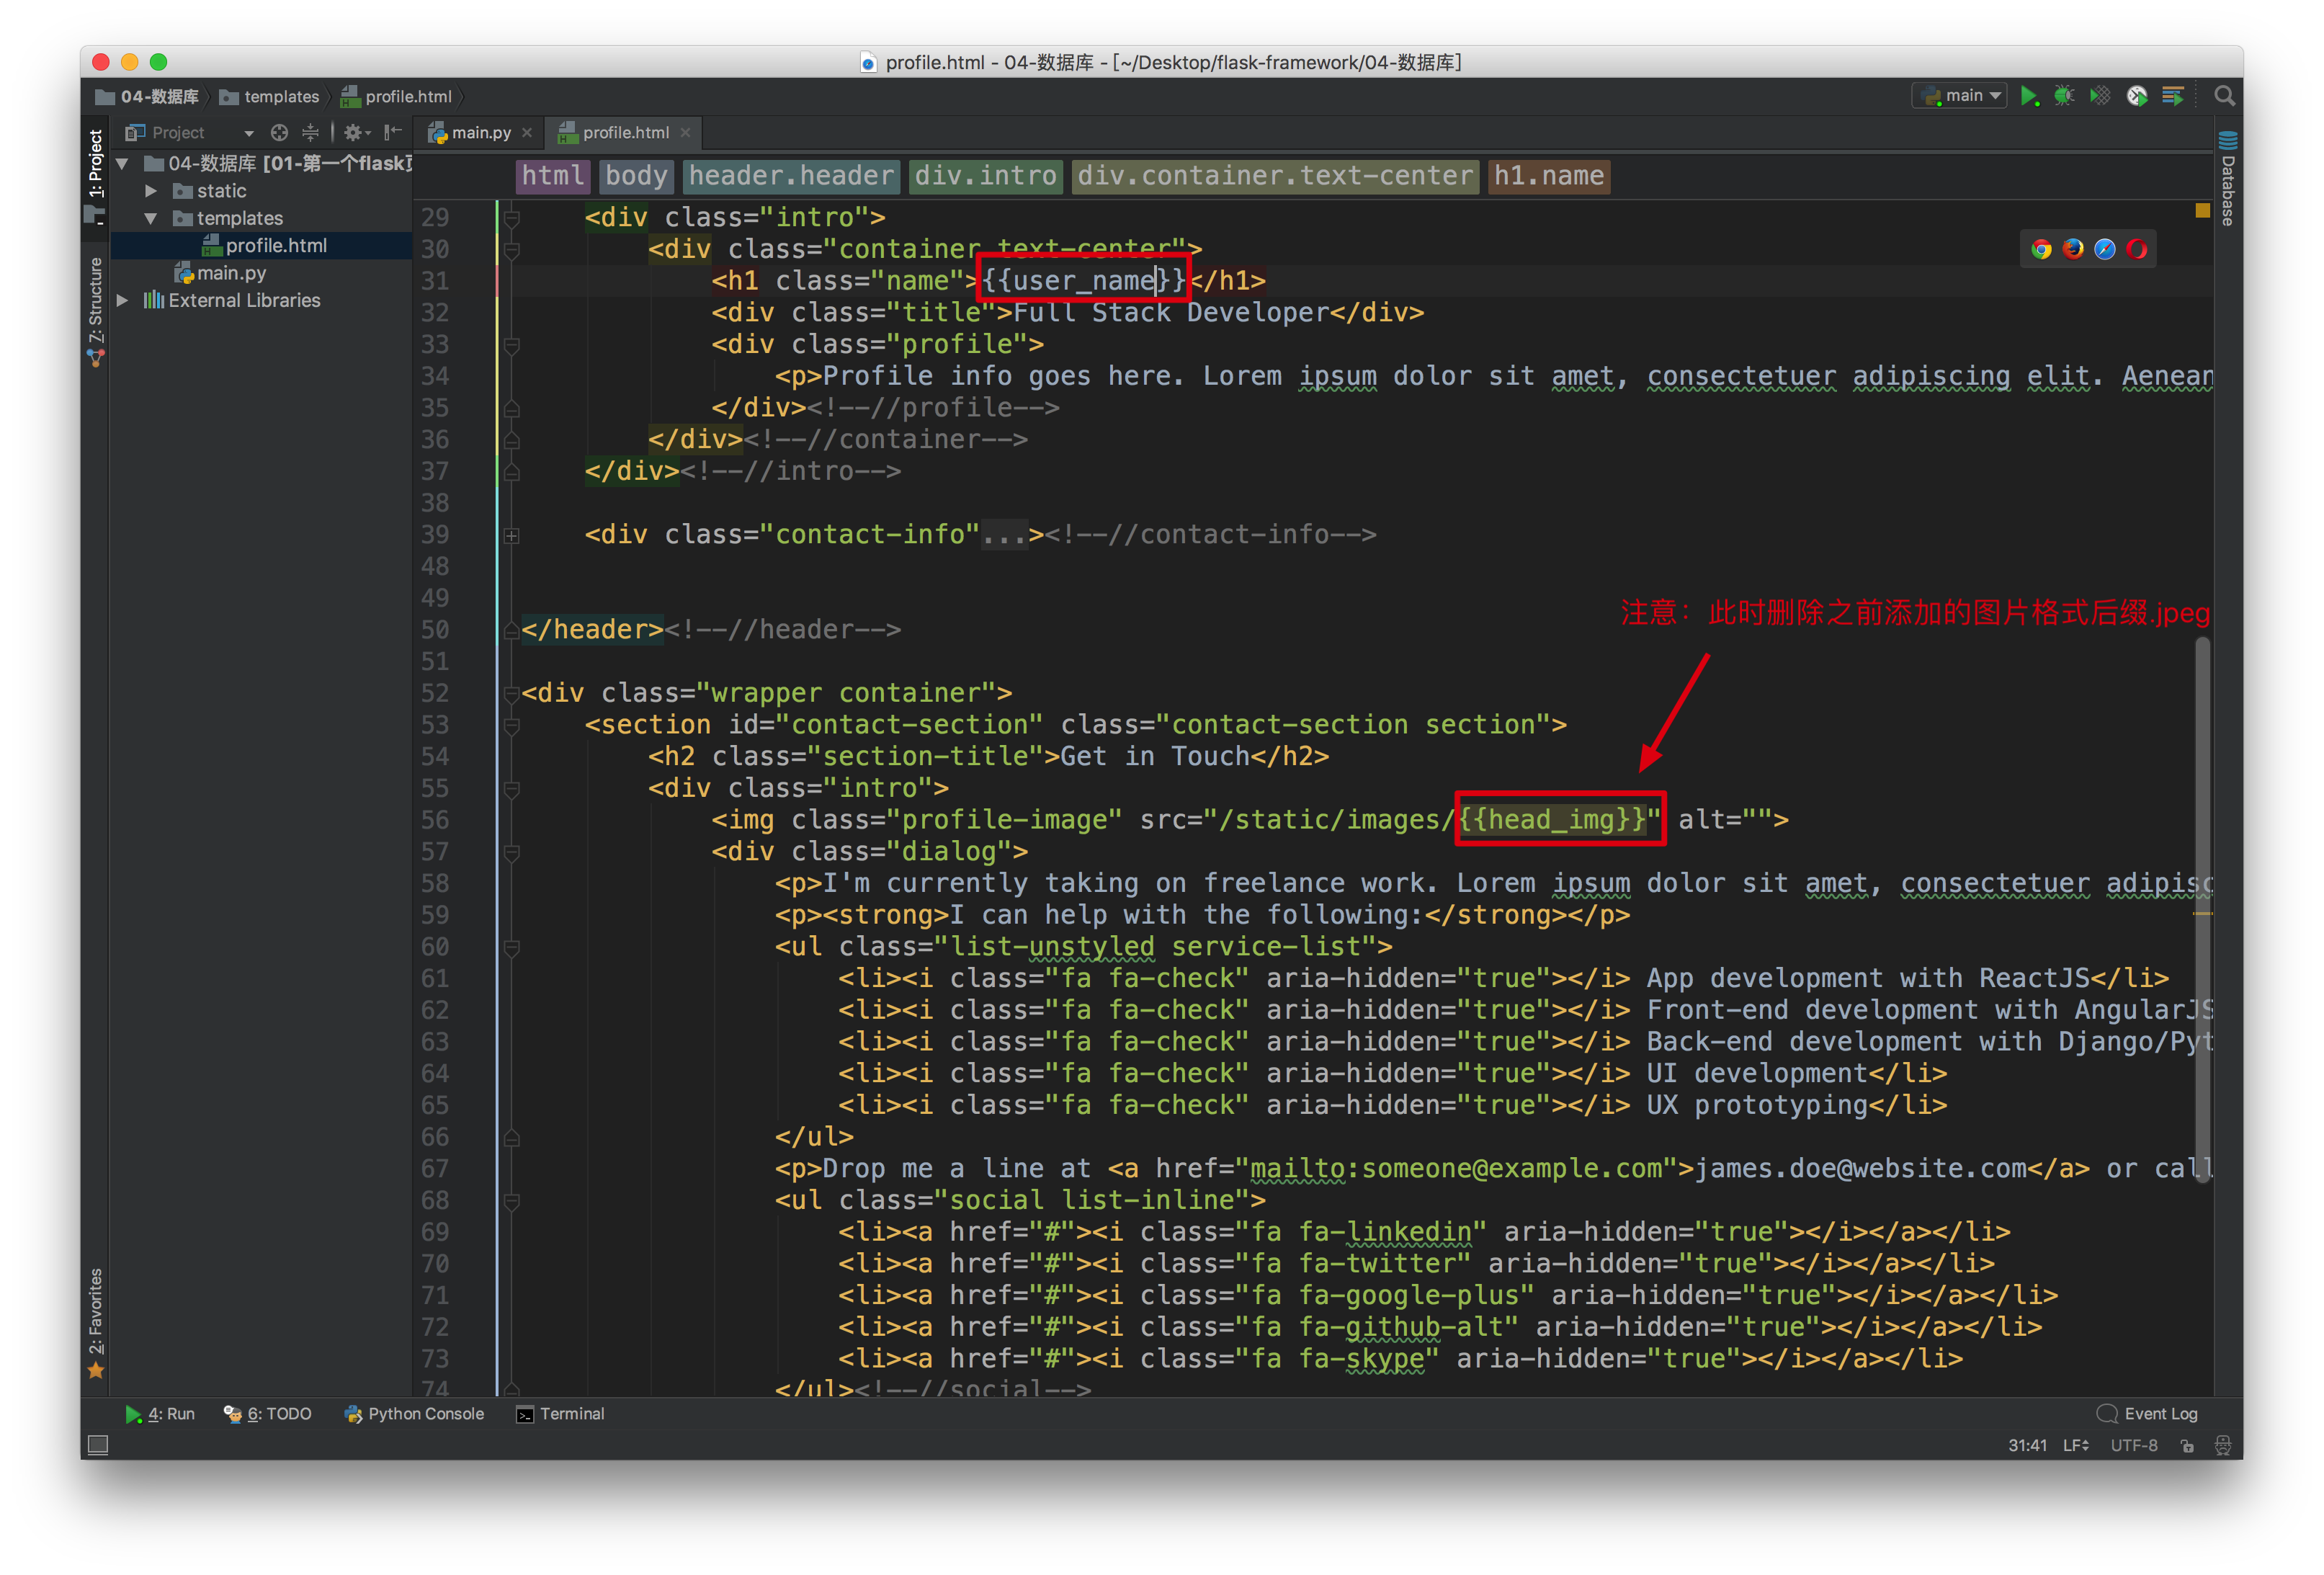 profile.html - 04-数据库 - [~/Desktop/flask-framework/04-数据库]
04-数据库 templates profile.html main
1: Project
Project
main.py
profile.html
04-数据库 [01-第一个flask
static
templates
profile.html
main.py
External Libraries
Z: Structure
2: Favorites
Database
html body header.header div.intro div.container.text-center h1.name
29 <div class="intro">
30 <div class="container text-center">
31 <h1 class="name">{{user_name}}</h1>
32 <div class="title">Full Stack Developer</div>
33 <div class="profile">
34 <p>Profile info goes here. Lorem ipsum dolor sit amet, consectetuer adipiscing elit. Aenean
35 </div><!--//profile-->
36 </div><!--//container-->
37 </div><!--//intro-->
38
39 <div class="contact-info"...><!--//contact-info-->
48
49
注意：此时删除之前添加的图片格式后缀.jpeg
50 </header><!--//header-->
51
52 <div class="wrapper container">
53 <section id="contact-section" class="contact-section section">
54 <h2 class="section-title">Get in Touch</h2>
55 <div class="intro">
56 <img class="profile-image" src="/static/images/{{head_img}}" alt="">
57 <div class="dialog">
58 <p>I'm currently taking on freelance work. Lorem ipsum dolor sit amet, consectetuer adipisc
59 <p><strong>I can help with the following:</strong></p>
60 <ul class="list-unstyled service-list">
61 <li><i class="fa fa-check" aria-hidden="true"></i> App development with ReactJS</li>
62 <li><i class="fa fa-check" aria-hidden="true"></i> Front-end development with AngularJS
63 <li><i class="fa fa-check" aria-hidden="true"></i> Back-end development with Django/Pyt
64 <li><i class="fa fa-check" aria-hidden="true"></i> UI development</li>
65 <li><i class="fa fa-check" aria-hidden="true"></i> UX prototyping</li>
66 </ul>
67 <p>Drop me a line at <a href="mailto:someone@example.com">james.doe@website.com</a> or call
68 <ul class="social list-inline">
69 <li><a href="#"><i class="fa fa-linkedin" aria-hidden="true"></i></a></li>
70 <li><a href="#"><i class="fa fa-twitter" aria-hidden="true"></i></a></li>
71 <li><a href="#"><i class="fa fa-google-plus" aria-hidden="true"></i></a></li>
72 <li><a href="#"><i class="fa fa-github-alt" aria-hidden="true"></i></a></li>
73 <li><a href="#"><i class="fa fa-skype" aria-hidden="true"></i></a></li>
74 </ul><!--//social-->
4: Run 6: TODO Python Console Terminal Event Log
31:41 LF UTF-8